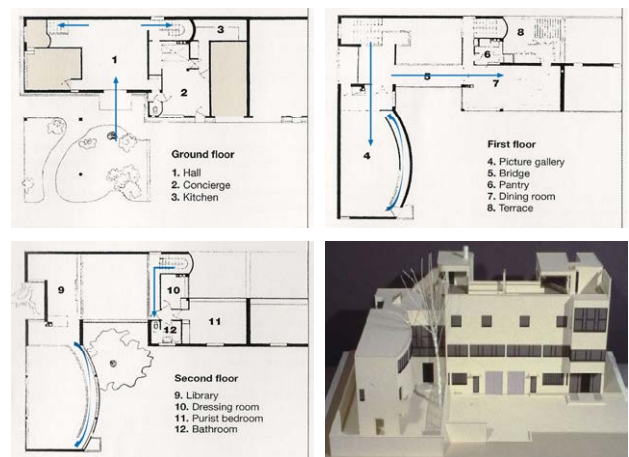 1
2
3
Ground floor
1. Hall
2. Concierge
3. Kitchen
4
5
6
7
8
First floor
4. Picture gallery
5. Bridge
6. Pantry
7. Dining room
8. Terrace
9
10
11
12
Second floor
9. Library
10. Dressing room
11. Purist bedroom
12. Bathroom